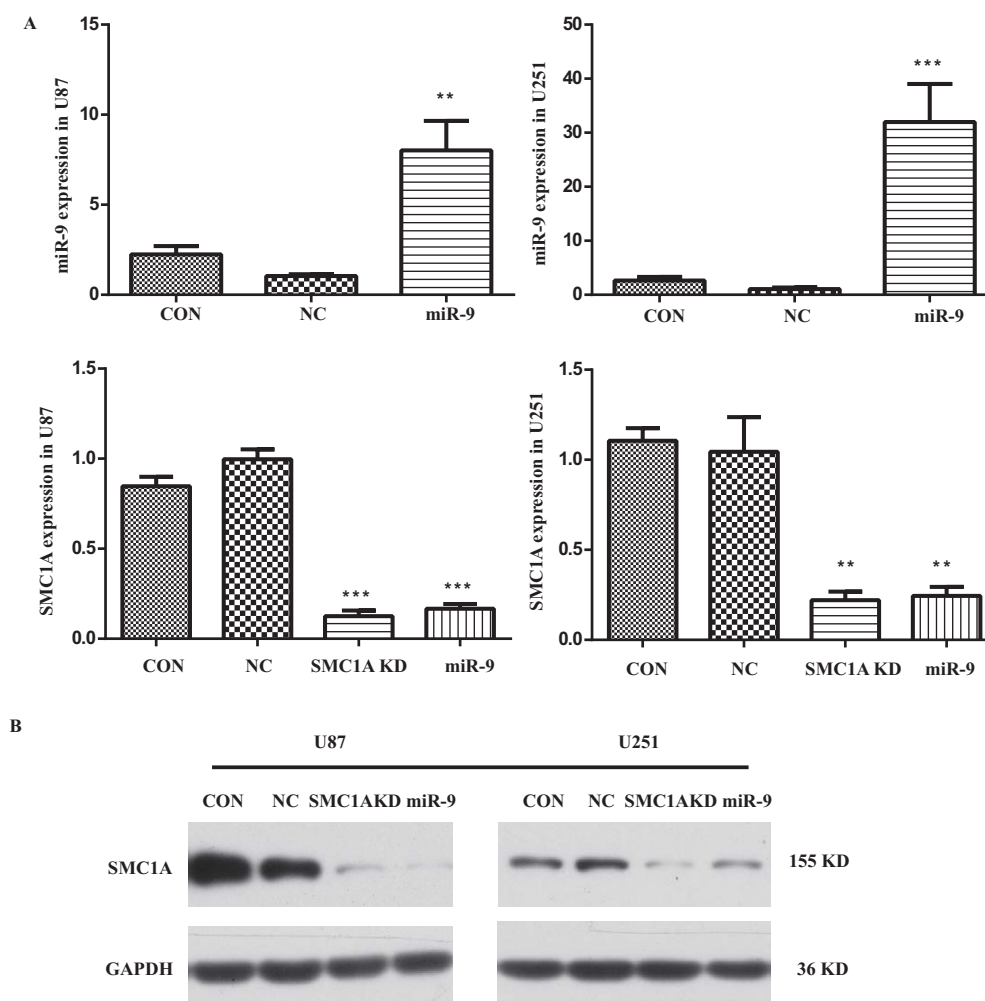 A
miR-9 expression in U87
15
10
5
0
**
CON NC miR-9
miR-9 expression in U251
50
40
30
20
10
0
***
CON NC miR-9
SMC1A expression in U87
1.5
1.0
0.5
0.0
*** ***
CON NC SMC1A KD miR-9
SMC1A expression in U251
1.5
1.0
0.5
0.0
** **
CON NC SMC1A KD miR-9
B
U87 U251
CON NC SMC1AKD miR-9 CON NC SMC1AKD miR-9
SMC1A 155 KD
GAPDH 36 KD